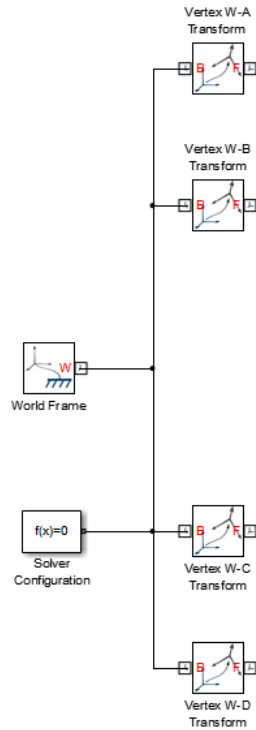 Vertex W-A
Transform
B F
Vertex W-B
Transform
B F
W
World Frame
f(x)=0
Solver
Configuration
B F
Vertex W-C
Transform
B F
Vertex W-D
Transform